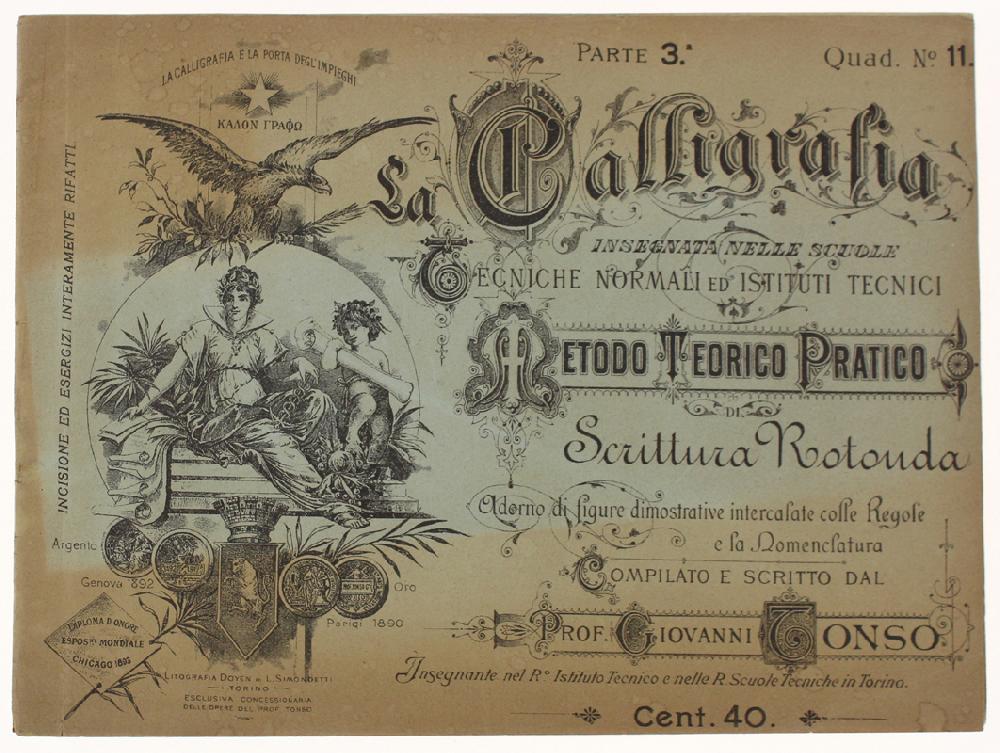 PARTE 3.ª
Quad. Nº 11.
LA CALLIGRAFIA È LA PORTA DEGL'IMPIEGHI
ΚΑΛΟΝ ΓΡΑΦΩ
INCISIONE ED ESERGIZI INTERAMENTE RIFATTI.
La Calligrafia
INSEGNATA NELLE SCUOLE
TECNICHE NORMALI ED ISTITUTI TECNICI
METODO TEORICO PRATICO
DI
Scrittura Rotonda
Adorno di figure dimostrative intercalate colle Regole
e la Nomenclatura
COMPILATO E SCRITTO DAL
PROF. GIOVANNI TONSO
Insegnante nel R.º Istituto Tecnico e nelle R. Scuole Tecniche in Torino.
Cent. 40.
Argento
Genova 892
Oro
Parigi 1890
DIPLOMA D'ONORE
ESPOSNE MONDIALE
CHICAGO 1893
LITOGRAFIA DOYEN DI L. SIMONDETTI
TORINO
ESCLUSIVA CONCESSIONARIA
DELLE OPERE DEL PROF. TONSO